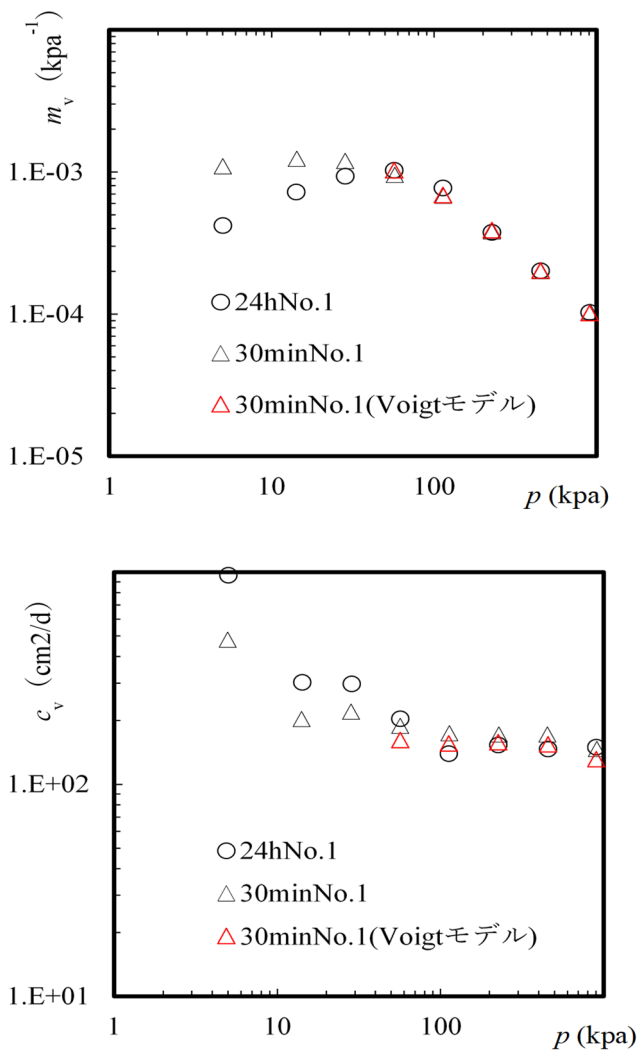 m_v (kpa^-1)
1.E-03
1.E-04
1.E-05
24hNo.1
30minNo.1
30minNo.1(Voigtモデル)
1
10
100
p (kpa)
c_v (cm2/d)
1.E+02
1.E+01
24hNo.1
30minNo.1
30minNo.1(Voigtモデル)
1
10
100
p (kpa)